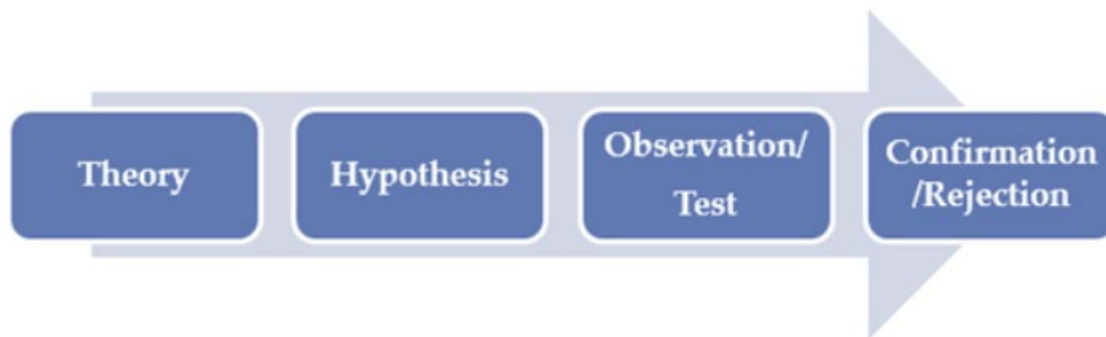 Theory
Hypothesis
Observation/
Test
Confirmation
/Rejection